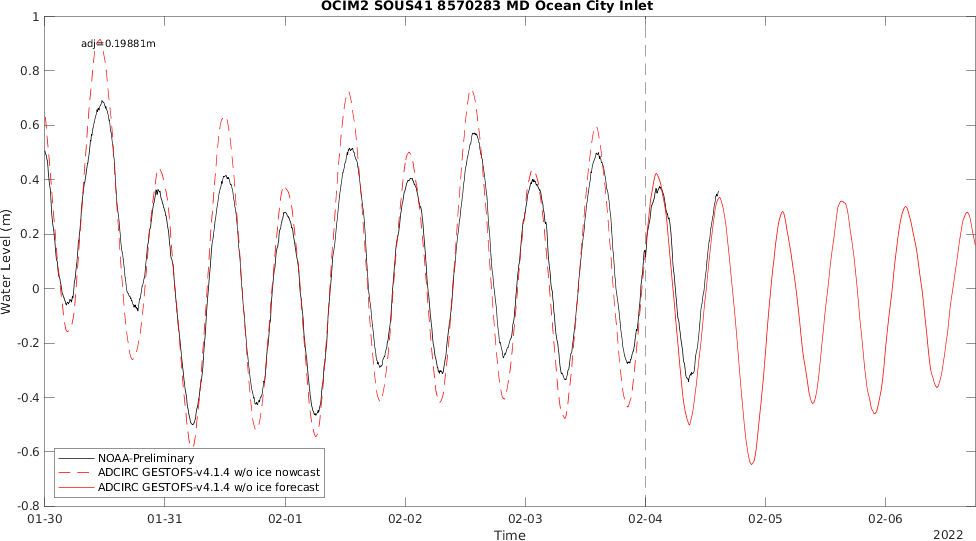 OCIM2 SOUS41 8570283 MD Ocean City Inlet
adj=0.19881m
1
0.8
0.6
0.4
0.2
0
-0.2
-0.4
-0.6
-0.8
Water Level (m)
NOAA-Preliminary
ADCIRC GESTOFS-v4.1.4 w/o ice nowcast
ADCIRC GESTOFS-v4.1.4 w/o ice forecast
01-30 01-31 02-01 02-02 02-03 02-04 02-05 02-06
Time
2022